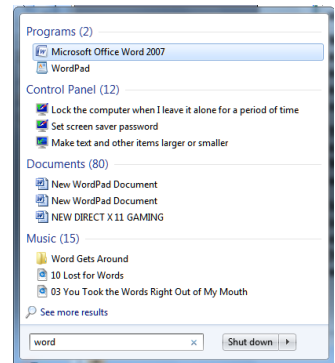 Programs (2)
Microsoft Office Word 2007
WordPad
Control Panel (12)
Lock the computer when I leave it alone for a period of time
Set screen saver password
Make text and other items larger or smaller
Documents (80)
New WordPad Document
New WordPad Document
NEW DIRECT X 11 GAMING
Music (15)
Word Gets Around
10 Lost for Words
03 You Took the Words Right Out of My Mouth
See more results
word
Shut down